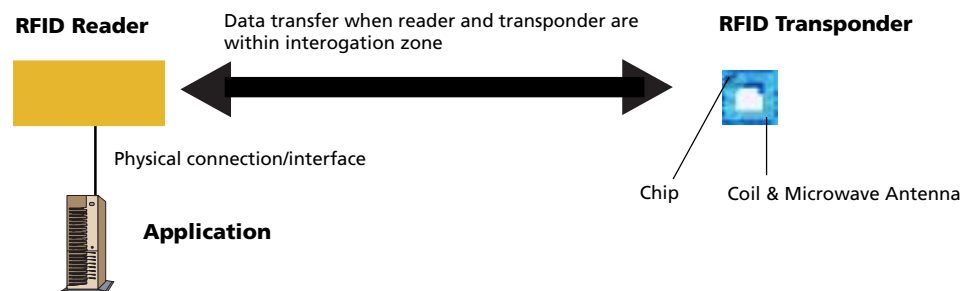 RFID Reader
Data transfer when reader and transponder are
within interogation zone
RFID Transponder
Physical connection/interface
Chip
Coil & Microwave Antenna
Application